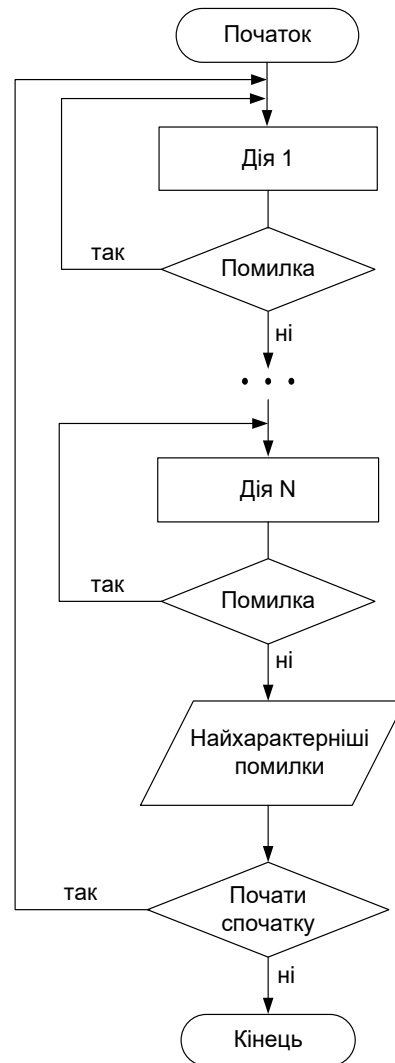 Початок
Дія 1
так
Помилка
ні
• • •
Дія N
так
Помилка
ні
Найхарактерніші
помилки
так
Почати
спочатку
ні
Кінець